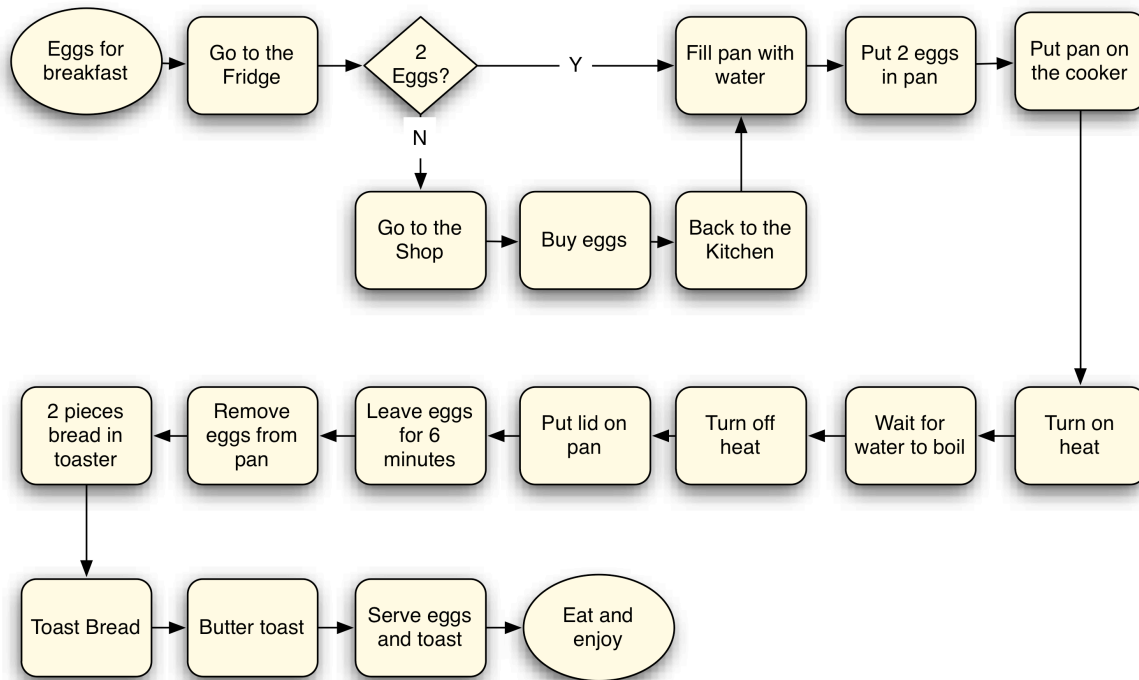 Eggs for
breakfast
Go to the
Fridge
2
Eggs?
Y
Fill pan with
water
Put 2 eggs
in pan
Put pan on
the cooker
N
Go to the
Shop
Buy eggs
Back to the
Kitchen
Turn on
heat
Wait for
water to boil
Turn off
heat
Put lid on
pan
Leave eggs
for 6
minutes
Remove
eggs from
pan
2 pieces
bread in
toaster
Toast Bread
Butter toast
Serve eggs
and toast
Eat and
enjoy